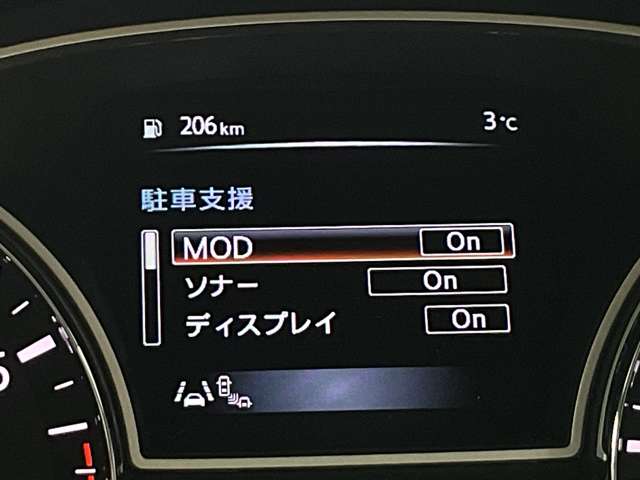 206 km 3℃
駐車支援
MOD On
ソナー On
ディスプレイ On
5